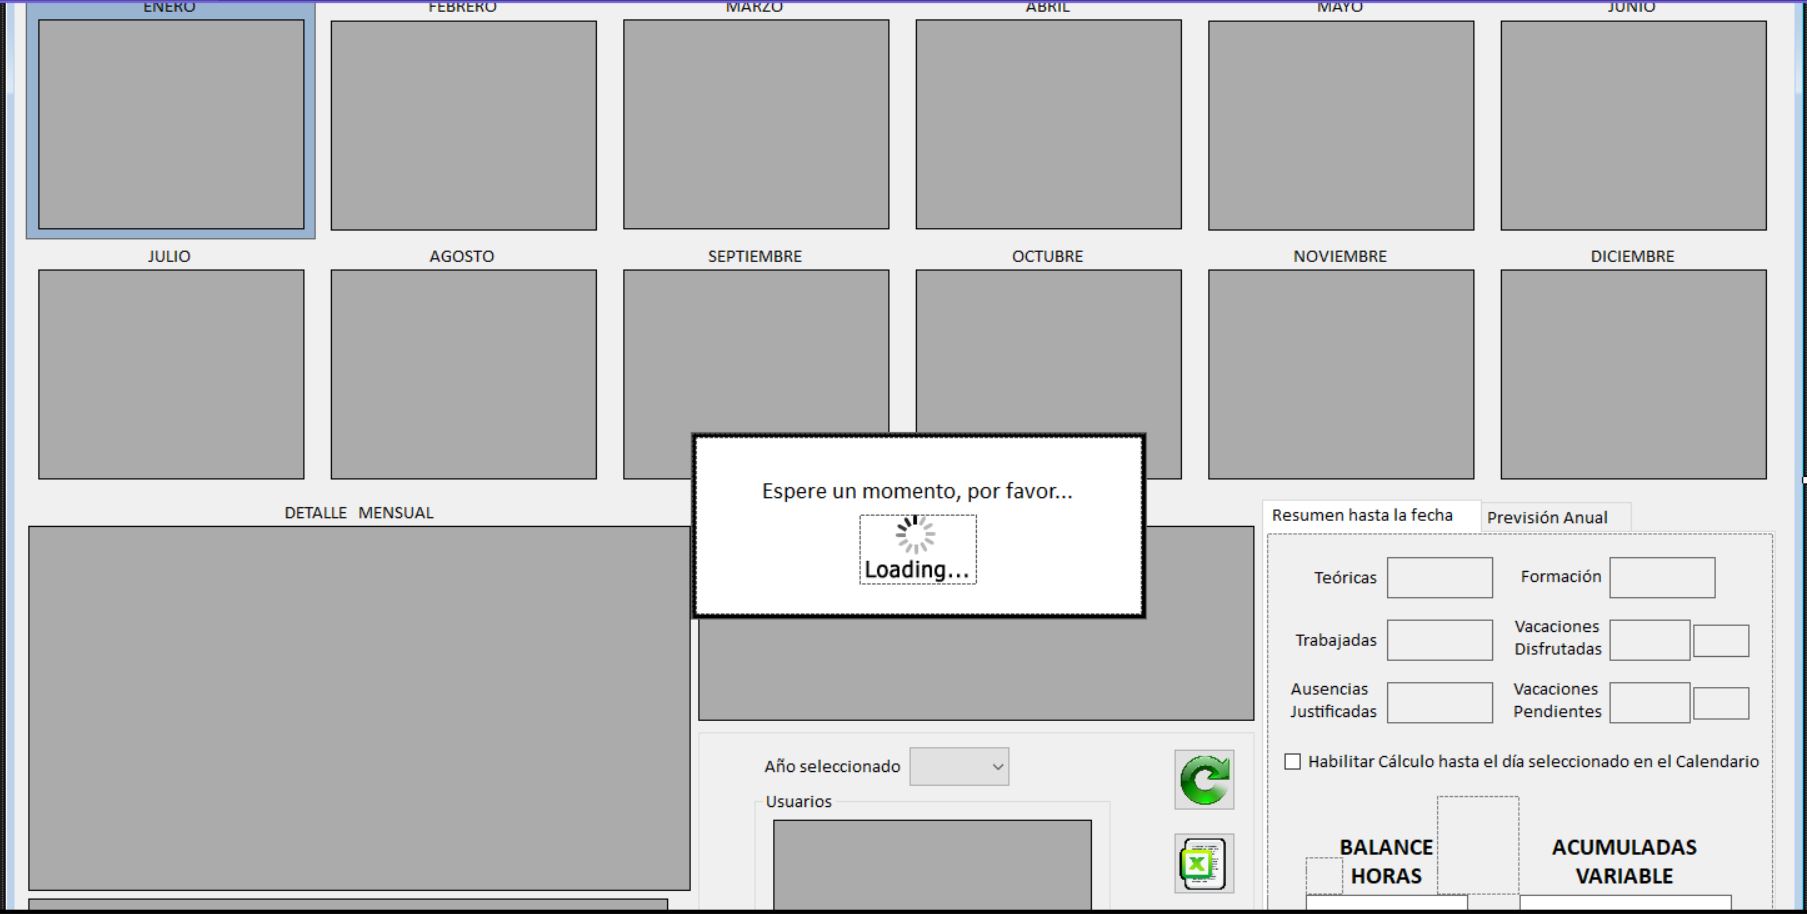 ENERO FEBRERO MARZO ABRIL MAYO JUNIO
JULIO AGOSTO SEPTIEMBRE OCTUBRE NOVIEMBRE DICIEMBRE
Espere un momento, por favor...
Loading...
DETALLE MENSUAL
Resumen hasta la fecha Previsión Anual
Teóricas Formación
Trabajadas Vacaciones
Disfrutadas
Ausencias
Justificadas Vacaciones
Pendientes
Habilitar Cálculo hasta el día seleccionado en el Calendario
Año seleccionado
Usuarios
BALANCE
HORAS
ACUMULADAS
VARIABLE